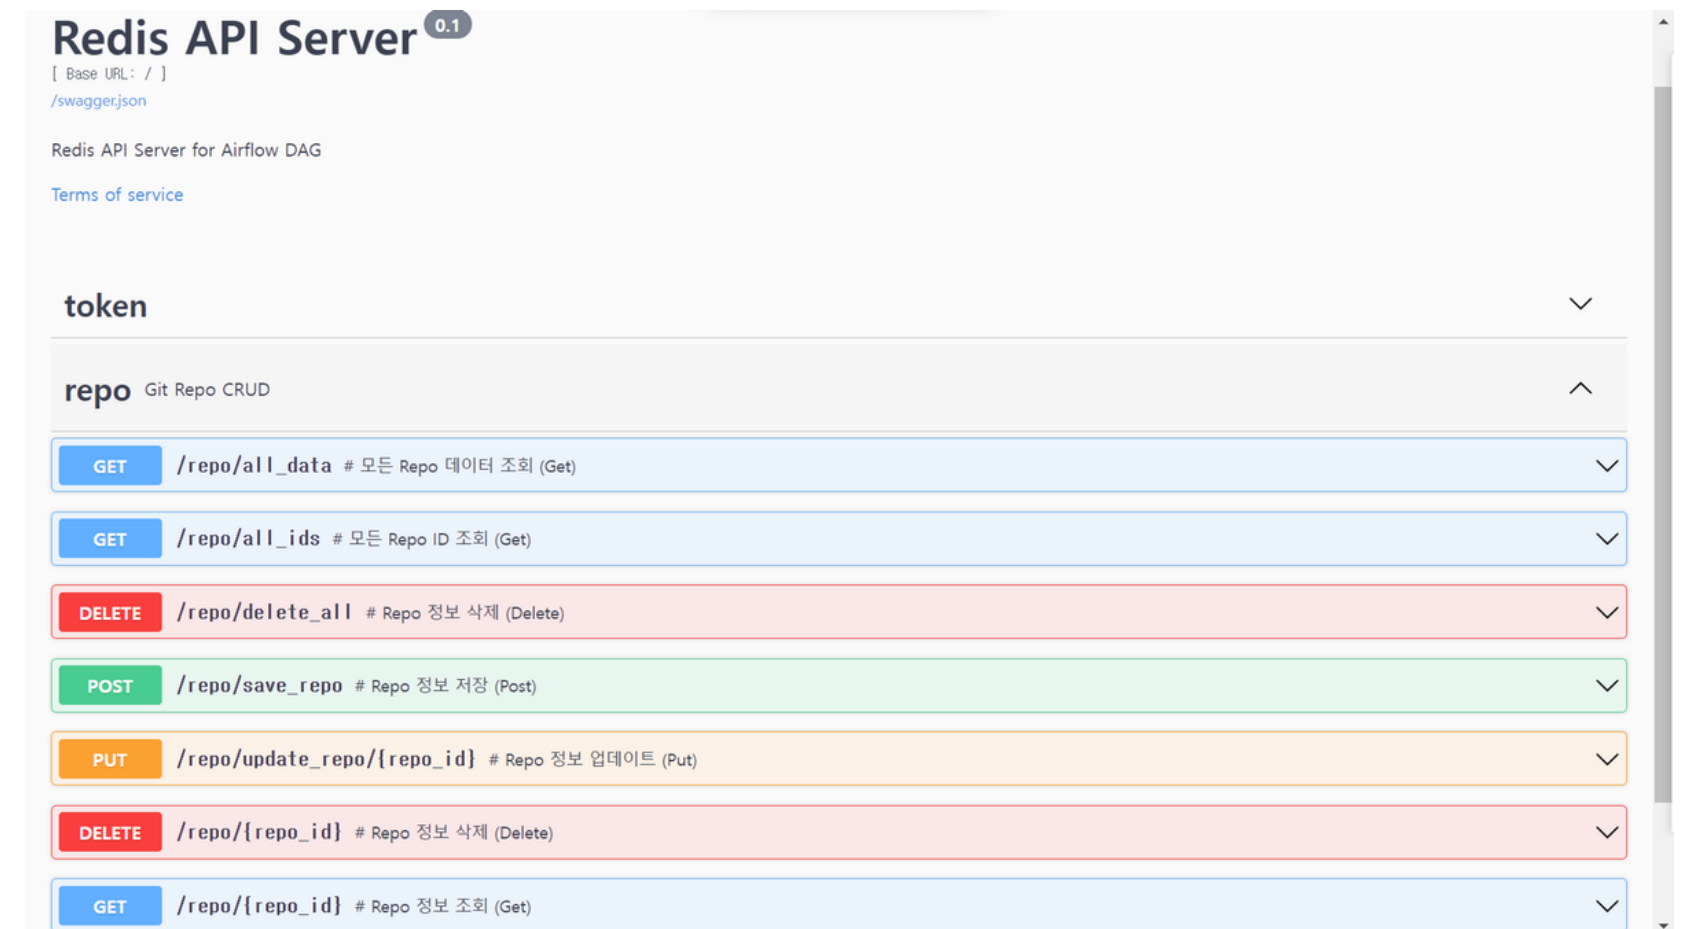 Redis API Server 0.1
[ Base URL: / ]
/swagger.json
Redis API Server for Airflow DAG
Terms of service
token
repo Git Repo CRUD
GET /repo/all_data # 모든 Repo 데이터 조회 (Get)
GET /repo/all_ids # 모든 Repo ID 조회 (Get)
DELETE /repo/delete_all # Repo 정보 삭제 (Delete)
POST /repo/save_repo # Repo 정보 저장 (Post)
PUT /repo/update_repo/{repo_id} # Repo 정보 업데이트 (Put)
DELETE /repo/{repo_id} # Repo 정보 삭제 (Delete)
GET /repo/{repo_id} # Repo 정보 조회 (Get)